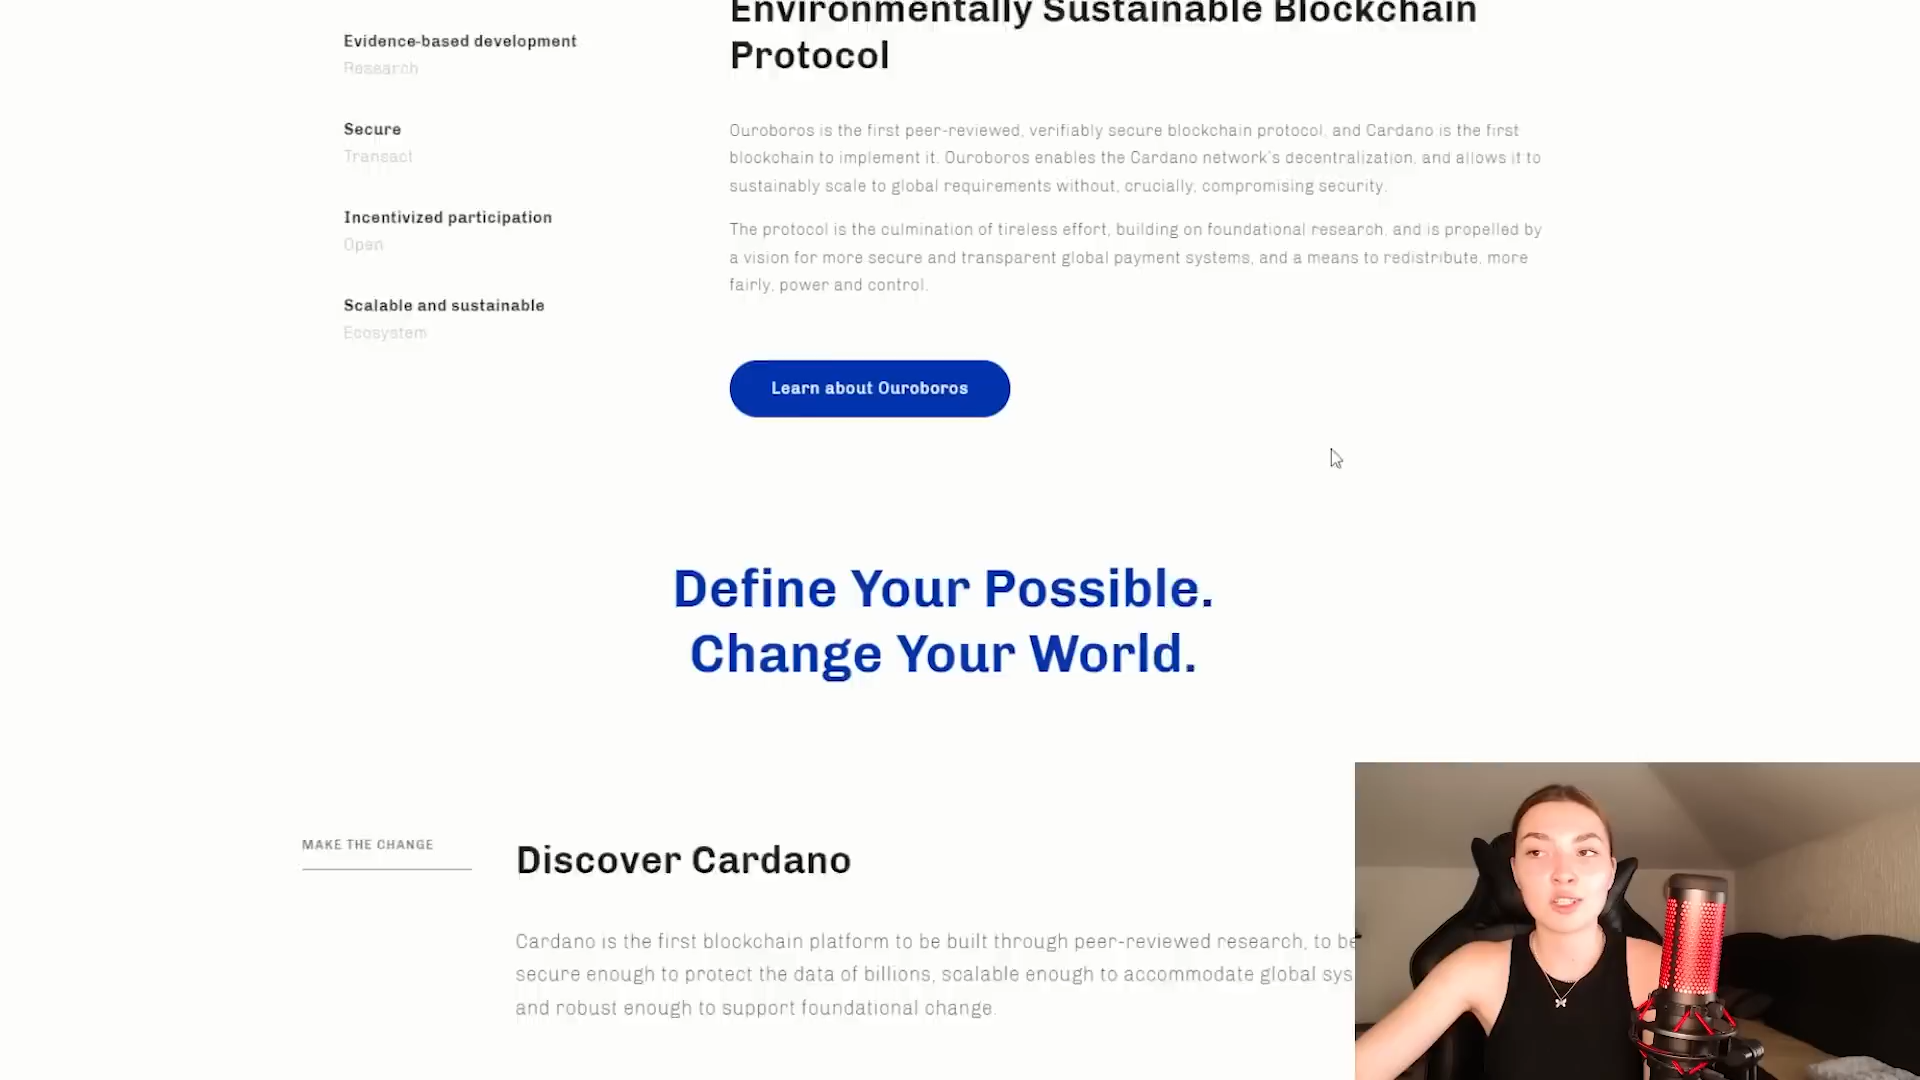 Evidence-based development
Research
Secure
Transact
Incentivized participation
Open
Scalable and sustainable
Ecosystem
Environmentally Sustainable Blockchain
Protocol
Ouroboros is the first peer-reviewed, verifiably secure blockchain protocol, and Cardano is the first
blockchain to implement it. Ouroboros enables the Cardano network's decentralization, and allows it to
sustainably scale to global requirements without, crucially, compromising security.
The protocol is the culmination of tireless effort, building on foundational research, and is propelled by
a vision for more secure and transparent global payment systems, and a means to redistribute, more
fairly, power and control.
Learn about Ouroboros
Define Your Possible.
Change Your World.
MAKE THE CHANGE
Discover Cardano
Cardano is the first blockchain platform to be built through peer-reviewed research, to be
secure enough to protect the data of billions, scalable enough to accommodate global sys
and robust enough to support foundational change.